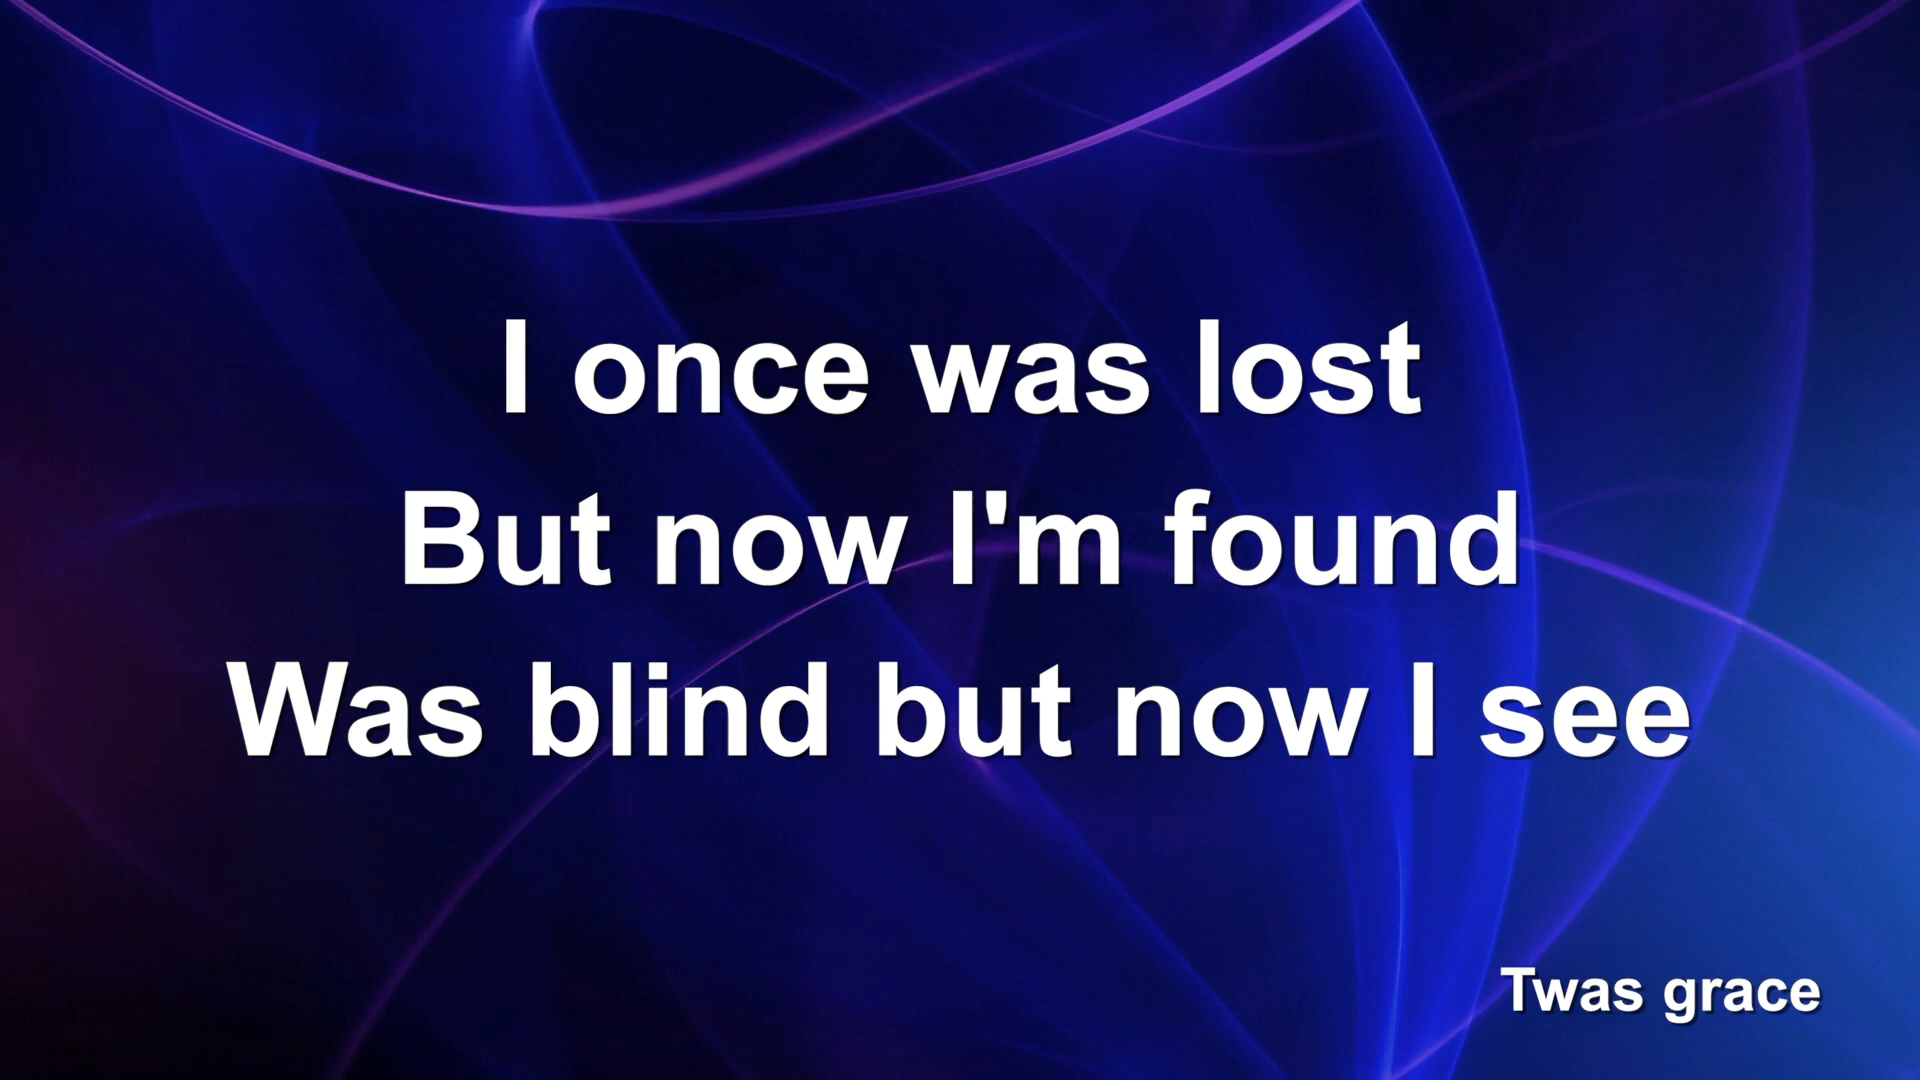 I once was lost
But now I'm found
Was blind but now I see
Twas grace